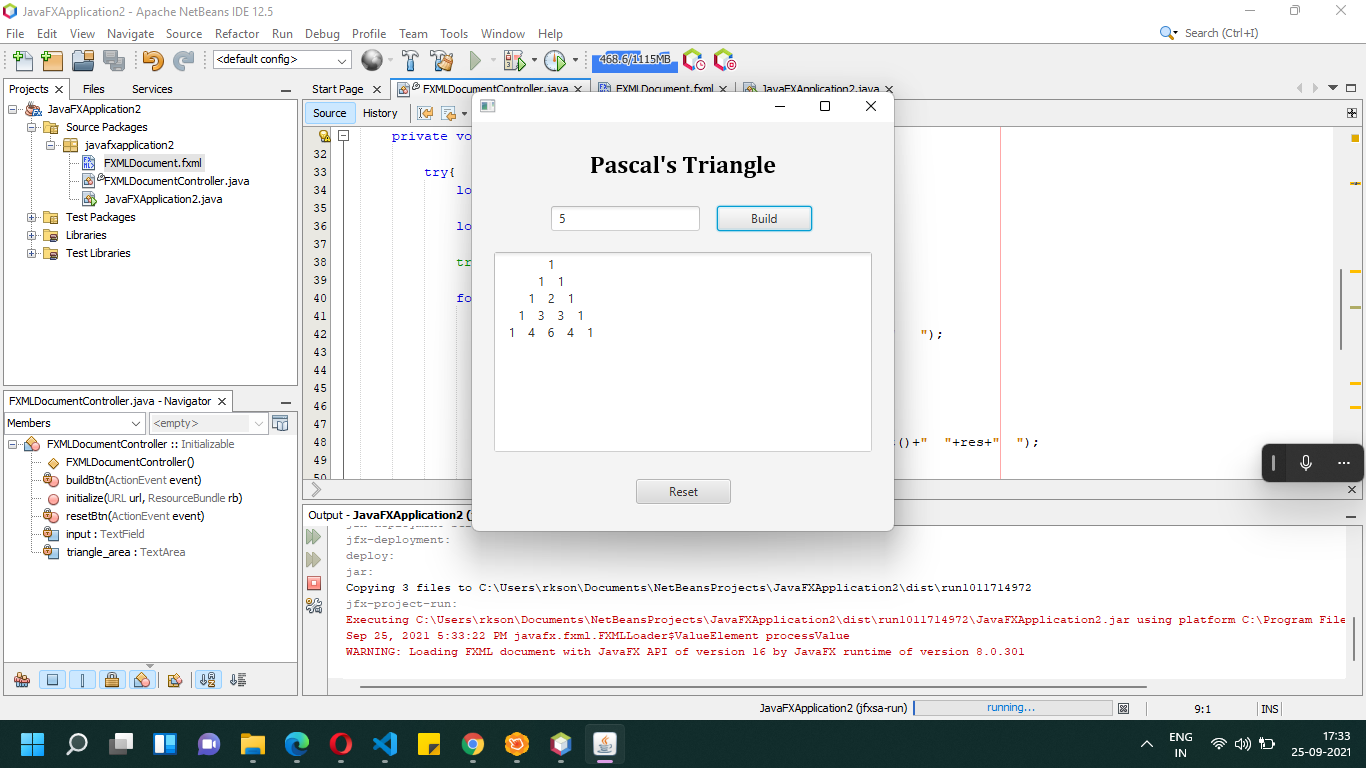 JavaFXApplication2 - Apache NetBeans IDE 12.5
File Edit View Navigate Source Refactor Run Debug Profile Team Tools Window Help
Search (Ctrl+I)
<default config>
468.6/1115MB
Projects Files Services
JavaFXApplication2
Source Packages
javafxapplication2
FXMLDocument.fxml
FXMLDocumentController.java
JavaFXApplication2.java
Test Packages
Libraries
Test Libraries
Start Page FXMLDocumentController.java FXMLDocument.fxml JavaFXApplication2.java
Source History
private vo
32
33 try{
34 lo
35
36 lo
37
38 tr
39
40 fo
41
42 ");
43
44
45
46
47
48 ()+" "+res+" ");
49
50
Pascal's Triangle
5 Build
1
1 1
1 2 1
1 3 3 1
1 4 6 4 1
Reset
FXMLDocumentController.java - Navigator
Members <empty>
FXMLDocumentController :: Initializable
FXMLDocumentController()
buildBtn(ActionEvent event)
initialize(URL url, ResourceBundle rb)
resetBtn(ActionEvent event)
input : TextField
triangle_area : TextArea
Output - JavaFXApplication2 (
jfx-deployment:
deploy:
jar:
Copying 3 files to C:\Users\rkson\Documents\NetBeansProjects\JavaFXApplication2\dist\run1011714972
jfx-project-run:
Executing C:\Users\rkson\Documents\NetBeansProjects\JavaFXApplication2\dist\run1011714972\JavaFXApplication2.jar using platform C:\Program File
Sep 25, 2021 5:33:22 PM javafx.fxml.FXMLLoader$ValueElement processValue
WARNING: Loading FXML document with JavaFX API of version 16 by JavaFX runtime of version 8.0.301
JavaFXApplication2 (jfxsa-run) running... 9:1 INS
ENG
IN
17:33
25-09-2021